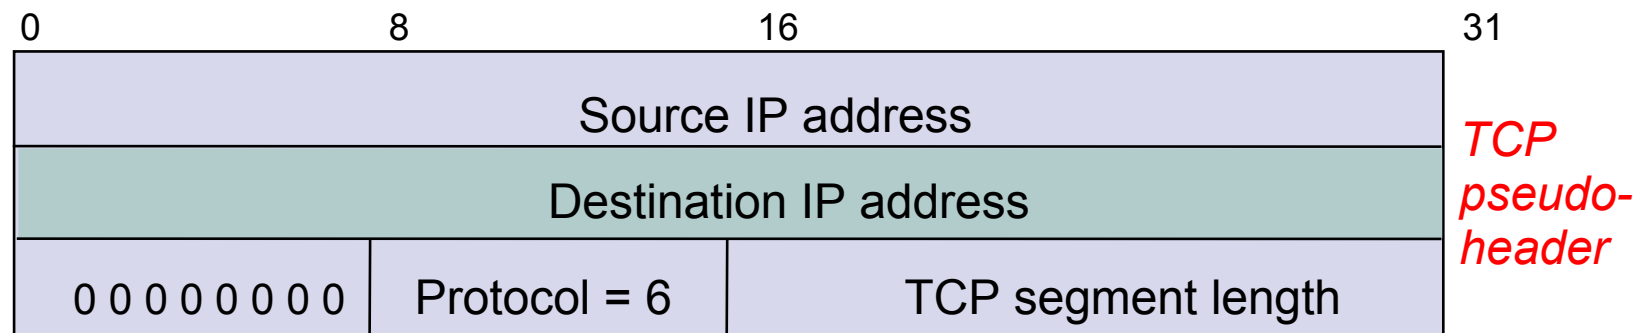 0 8 16 31
Source IP address
Destination IP address
0 0 0 0 0 0 0 0 Protocol = 6 TCP segment length
TCP
pseudo-
header